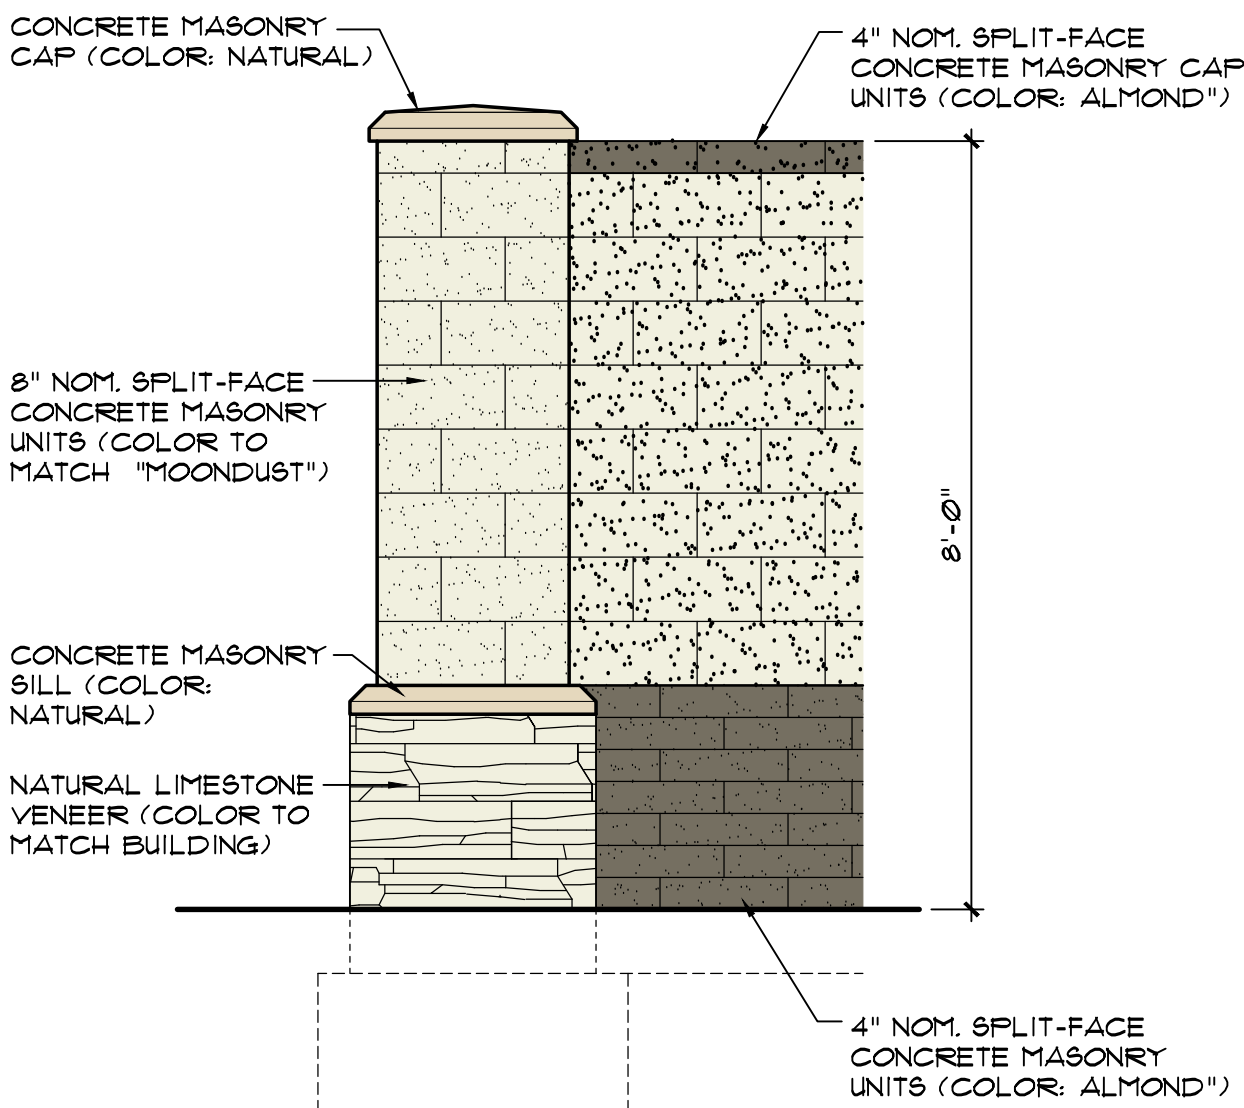 CONCRETE MASONRY
CAP (COLOR: NATURAL)
4" NOM. SPLIT-FACE
CONCRETE MASONRY CAP
UNITS (COLOR: ALMOND")
8" NOM. SPLIT-FACE
CONCRETE MASONRY
UNITS (COLOR TO
MATCH "MOONDUST")
8'-0"
CONCRETE MASONRY
SILL (COLOR:
NATURAL)
NATURAL LIMESTONE
VENEER (COLOR TO
MATCH BUILDING)
4" NOM. SPLIT-FACE
CONCRETE MASONRY
UNITS (COLOR: ALMOND")